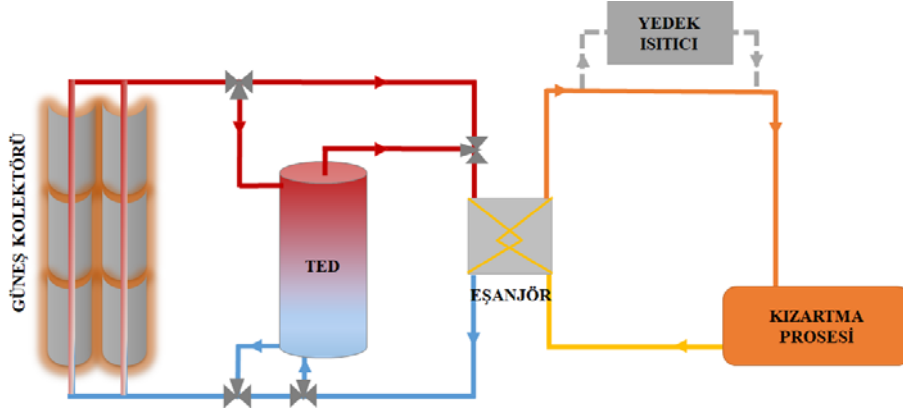 YEDEK
ISITICI
GÜNEŞ KOLEKTÖRÜ
TED
EŞANJÖR
KIZARTMA
PROSESİ